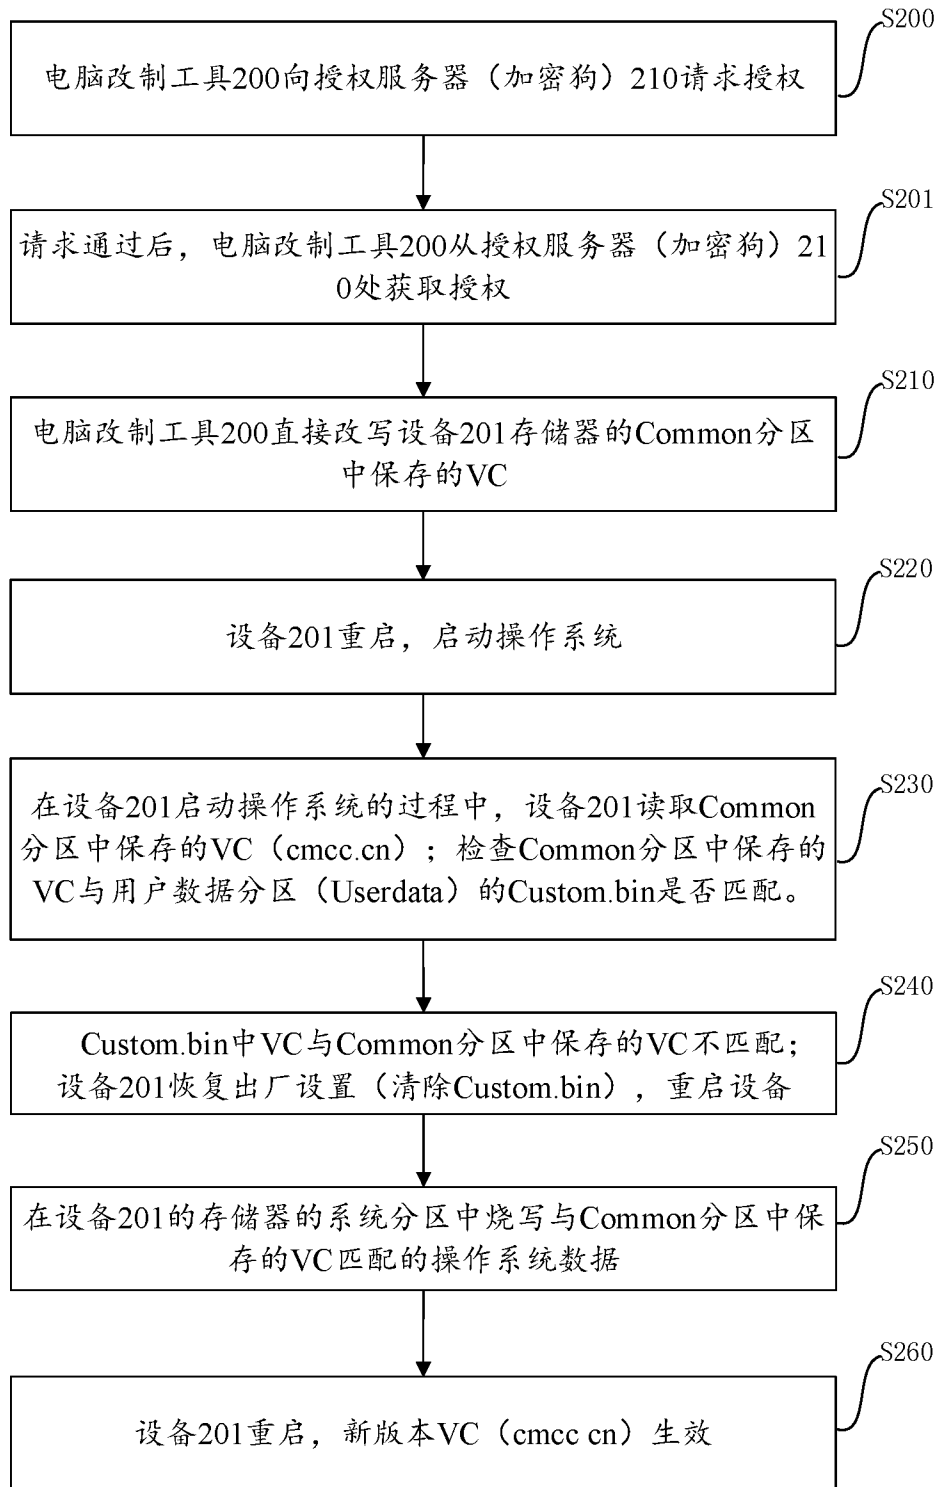 S200
电脑改制工具200向授权服务器（加密狗）210请求授权
S201
请求通过后，电脑改制工具200从授权服务器（加密狗）21
0处获取授权
S210
电脑改制工具200直接改写设备201存储器的Common分区
中保存的VC
S220
设备201重启，启动操作系统
S230
在设备201启动操作系统的过程中，设备201读取Common
分区中保存的VC（cmcc.cn）；检查Common分区中保存的
VC与用户数据分区（Userdata）的Custom.bin是否匹配。
S240
Custom.bin中VC与Common分区中保存的VC不匹配；
设备201恢复出厂设置（清除Custom.bin），重启设备
S250
在设备201的存储器的系统分区中烧写与Common分区中保
存的VC匹配的操作系统数据
S260
设备201重启，新版本VC（cmcc cn）生效